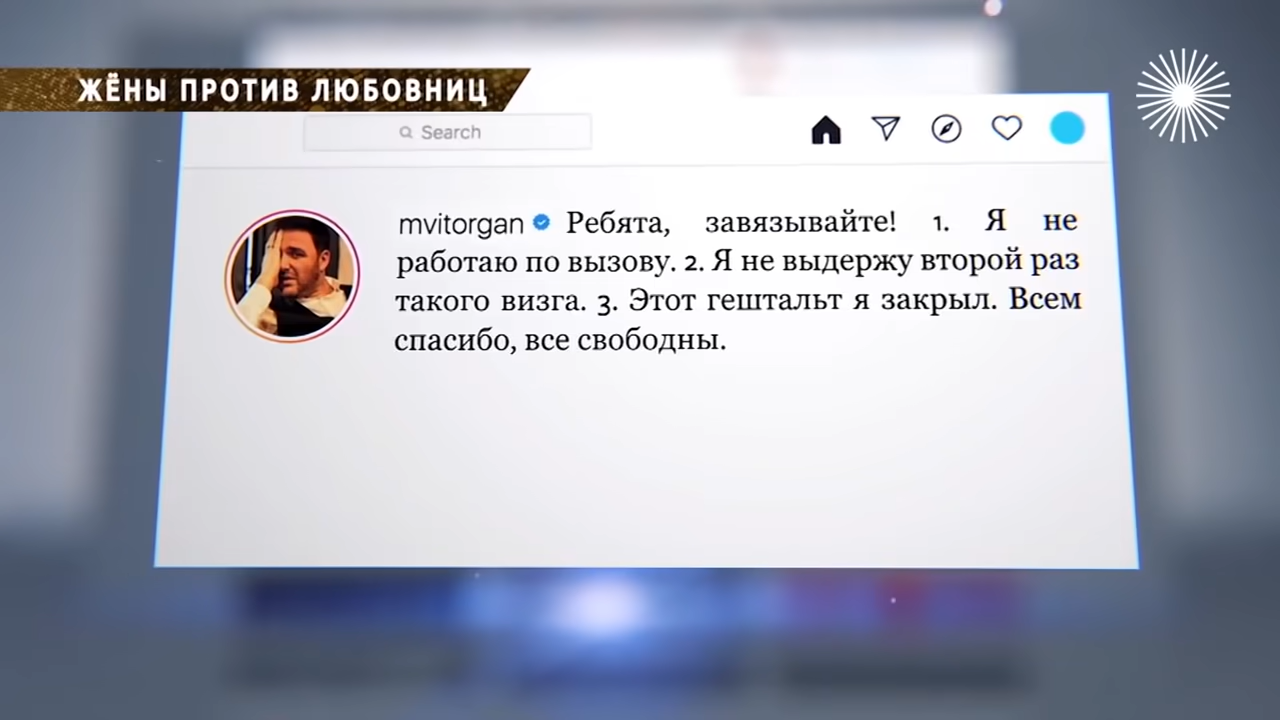 ЖЁНЫ ПРОТИВ ЛЮБОВНИЦ
Search
mvitorgan Ребята, завязывайте! 1. Я не
работаю по вызову. 2. Я не выдержу второй раз
такого визга. 3. Этот гештальт я закрыл. Всем
спасибо, все свободны.